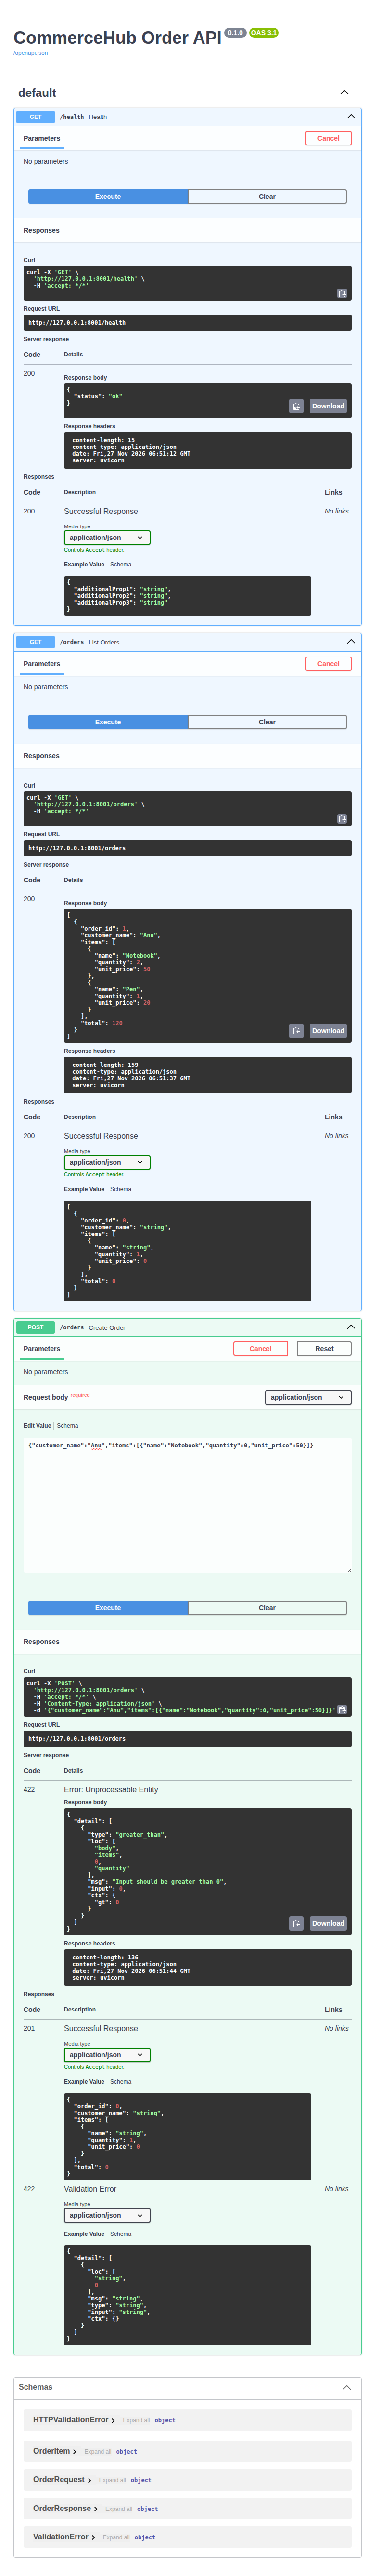 CommerceHub Order API 0.1.0 OAS 3.1
/openapi.json
default
GET /health Health
Parameters Cancel
No parameters
Execute Clear
Responses
Curl
curl -X 'GET' \
'http://127.0.0.1:8001/health' \
-H 'accept: */*'
Request URL
http://127.0.0.1:8001/health
Server response
Code Details
200
Response body
{
"status": "ok"
}
Download
Response headers
content-length: 15
content-type: application/json
date: Fri,27 Nov 2026 06:51:12 GMT
server: uvicorn
Responses
Code Description Links
200 Successful Response No links
Media type
application/json
Controls Accept header.
Example Value Schema
{
"additionalProp1": "string",
"additionalProp2": "string",
"additionalProp3": "string"
}
GET /orders List Orders
Parameters Cancel
No parameters
Execute Clear
Responses
Curl
curl -X 'GET' \
'http://127.0.0.1:8001/orders' \
-H 'accept: */*'
Request URL
http://127.0.0.1:8001/orders
Server response
Code Details
200
Response body
[
{
"order_id": 1,
"customer_name": "Anu",
"items": [
{
"name": "Notebook",
"quantity": 2,
"unit_price": 50
},
{
"name": "Pen",
"quantity": 1,
"unit_price": 20
}
],
"total": 120
}
]
Download
Response headers
content-length: 159
content-type: application/json
date: Fri,27 Nov 2026 06:51:37 GMT
server: uvicorn
Responses
Code Description Links
200 Successful Response No links
Media type
application/json
Controls Accept header.
Example Value Schema
[
{
"order_id": 0,
"customer_name": "string",
"items": [
{
"name": "string",
"quantity": 1,
"unit_price": 0
}
],
"total": 0
}
]
POST /orders Create Order
Parameters Cancel Reset
No parameters
Request body required application/json
Edit Value Schema
{"customer_name":"Anu","items":[{"name":"Notebook","quantity":0,"unit_price":50}]}
Execute Clear
Responses
Curl
curl -X 'POST' \
'http://127.0.0.1:8001/orders' \
-H 'accept: */*' \
-H 'Content-Type: application/json' \
-d '{"customer_name":"Anu","items":[{"name":"Notebook","quantity":0,"unit_price":50}]}'
Request URL
http://127.0.0.1:8001/orders
Server response
Code Details
422 Error: Unprocessable Entity
Response body
{
"detail": [
{
"type": "greater_than",
"loc": [
"body",
"items",
0,
"quantity"
],
"msg": "Input should be greater than 0",
"input": 0,
"ctx": {
"gt": 0
}
}
]
}
Download
Response headers
content-length: 136
content-type: application/json
date: Fri,27 Nov 2026 06:51:44 GMT
server: uvicorn
Responses
Code Description Links
201 Successful Response No links
Media type
application/json
Controls Accept header.
Example Value Schema
{
"order_id": 0,
"customer_name": "string",
"items": [
{
"name": "string",
"quantity": 1,
"unit_price": 0
}
],
"total": 0
}
422 Validation Error No links
Media type
application/json
Example Value Schema
{
"detail": [
{
"loc": [
"string",
0
],
"msg": "string",
"type": "string",
"input": "string",
"ctx": {}
}
]
}
Schemas
HTTPValidationError Expand all object
OrderItem Expand all object
OrderRequest Expand all object
OrderResponse Expand all object
ValidationError Expand all object